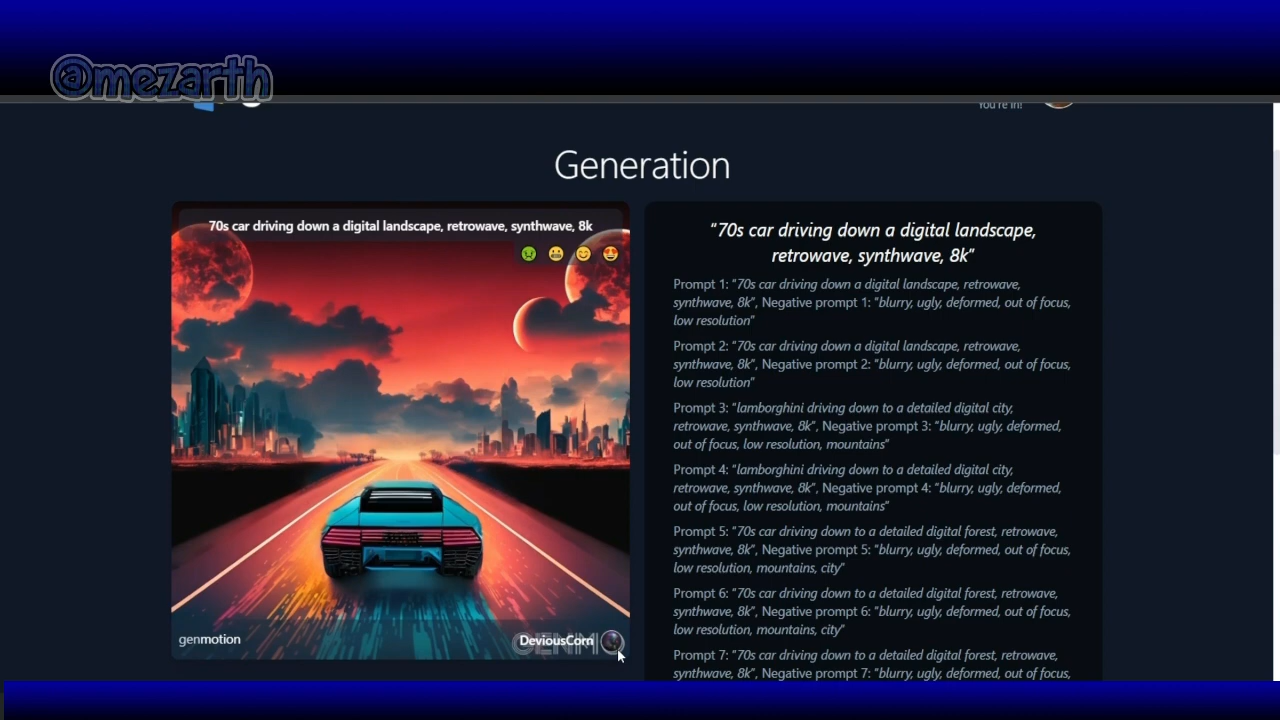 @mezarth
You're in!
Generation
70s car driving down a digital landscape, retrowave, synthwave, 8k
genmotion
GENMO
DeviousCorn
"70s car driving down a digital landscape,
retrowave, synthwave, 8k"
Prompt 1: "70s car driving down a digital landscape, retrowave,
synthwave, 8k", Negative prompt 1: "blurry, ugly, deformed, out of focus,
low resolution"
Prompt 2: "70s car driving down a digital landscape, retrowave,
synthwave, 8k", Negative prompt 2: "blurry, ugly, deformed, out of focus,
low resolution"
Prompt 3: "lamborghini driving down to a detailed digital city,
retrowave, synthwave, 8k", Negative prompt 3: "blurry, ugly, deformed,
out of focus, low resolution, mountains"
Prompt 4: "lamborghini driving down to a detailed digital city,
retrowave, synthwave, 8k", Negative prompt 4: "blurry, ugly, deformed,
out of focus, low resolution, mountains"
Prompt 5: "70s car driving down to a detailed digital forest, retrowave,
synthwave, 8k", Negative prompt 5: "blurry, ugly, deformed, out of focus,
low resolution, mountains, city"
Prompt 6: "70s car driving down to a detailed digital forest, retrowave,
synthwave, 8k", Negative prompt 6: "blurry, ugly, deformed, out of focus,
low resolution, mountains, city"
Prompt 7: "70s car driving down to a detailed digital forest, retrowave,
synthwave, 8k", Negative prompt 7: "blurry, ugly, deformed, out of focus,